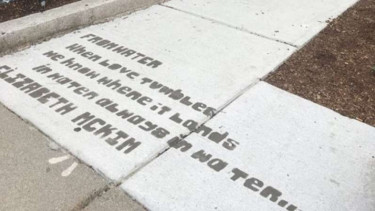 FROM WATER
When Love Tumbles
we know where it Lands
in water always in water...
ELIZABETH MCKIM